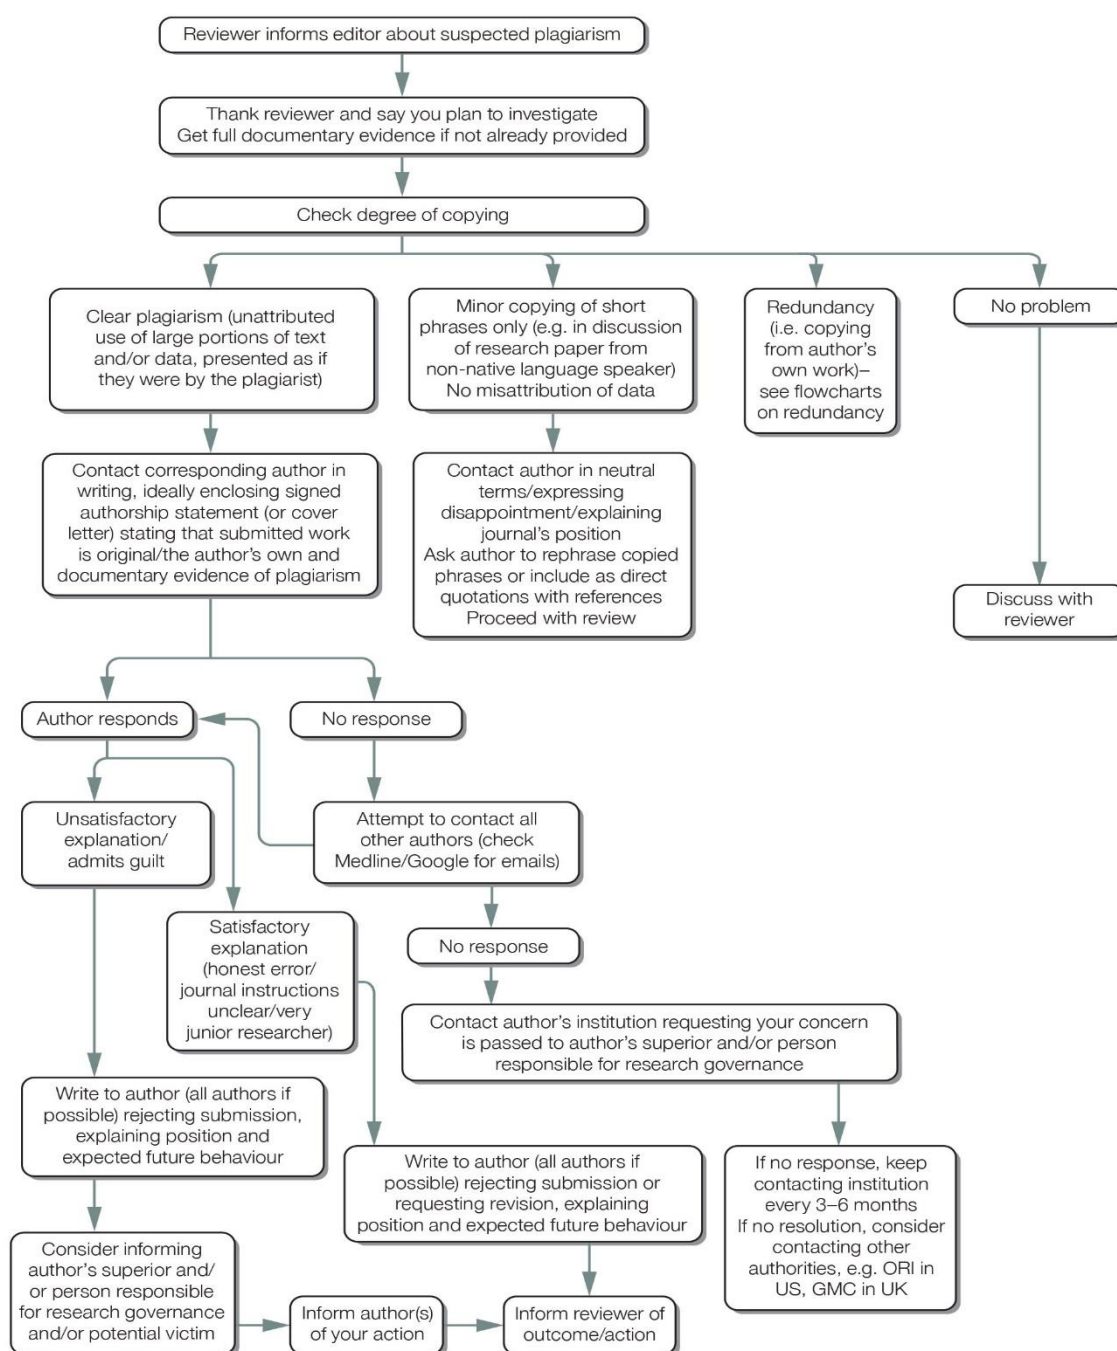 Reviewer informs editor about suspected plagiarism
Thank reviewer and say you plan to investigate
Get full documentary evidence if not already provided
Check degree of copying
Clear plagiarism (unattributed
use of large portions of text
and/or data, presented as if
they were by the plagiarist)
Minor copying of short
phrases only (e.g. in discussion
of research paper from
non-native language speaker)
No misattribution of data
Redundancy
(i.e. copying
from author's
own work)–
see flowcharts
on redundancy
No problem
Contact corresponding author in
writing, ideally enclosing signed
authorship statement (or cover
letter) stating that submitted work
is original/the author's own and
documentary evidence of plagiarism
Contact author in neutral
terms/expressing
disappointment/explaining
journal's position
Ask author to rephrase copied
phrases or include as direct
quotations with references
Proceed with review
Discuss with
reviewer
Author responds
No response
Unsatisfactory
explanation/
admits guilt
Attempt to contact all
other authors (check
Medline/Google for emails)
Satisfactory
explanation
(honest error/
journal instructions
unclear/very
junior researcher)
No response
Contact author's institution requesting your concern
is passed to author's superior and/or person
responsible for research governance
Write to author (all authors if
possible) rejecting submission,
explaining position and
expected future behaviour
Write to author (all authors if
possible) rejecting submission or
requesting revision, explaining
position and expected future behaviour
If no response, keep
contacting institution
every 3–6 months
If no resolution, consider
contacting other
authorities, e.g. ORI in
US, GMC in UK
Consider informing
author's superior and/
or person responsible
for research governance
and/or potential victim
Inform author(s)
of your action
Inform reviewer of
outcome/action